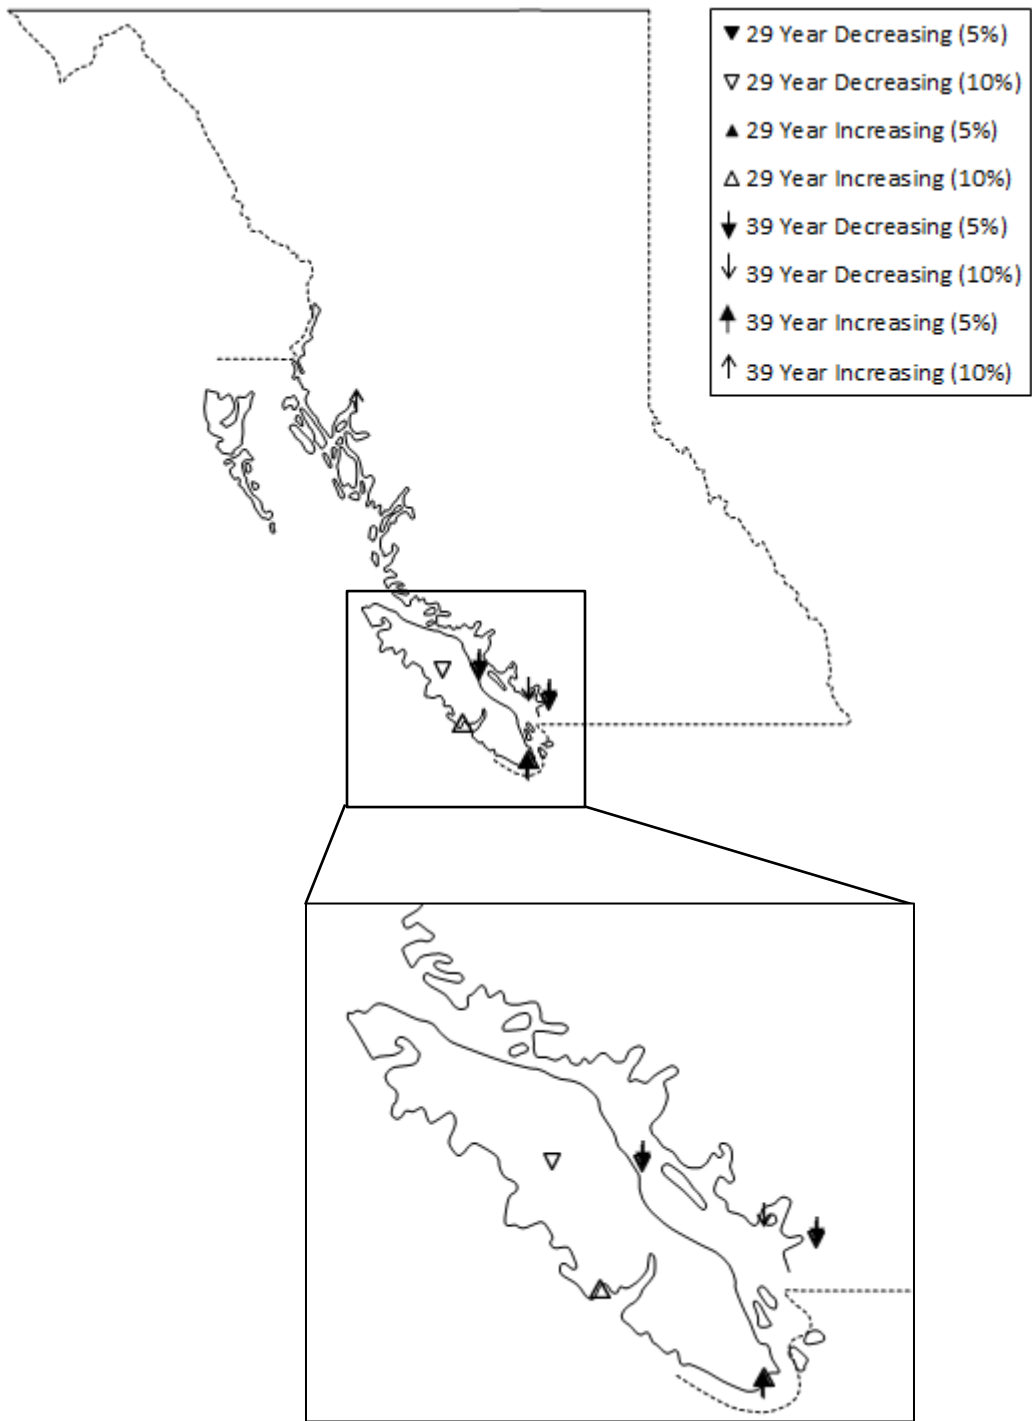 29 Year Decreasing (5%)
29 Year Decreasing (10%)
29 Year Increasing (5%)
29 Year Increasing (10%)
39 Year Decreasing (5%)
39 Year Decreasing (10%)
39 Year Increasing (5%)
39 Year Increasing (10%)